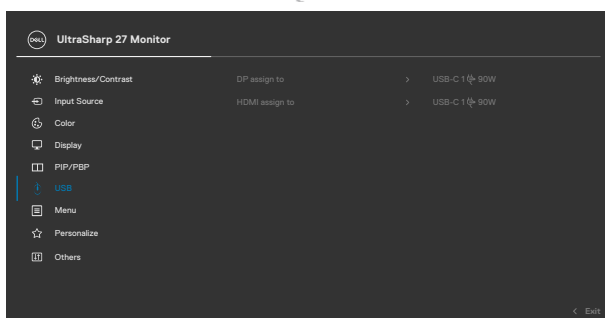 DELL UltraSharp 27 Monitor
Brightness/Contrast DP assign to > USB-C 1 90W
Input Source HDMI assign to > USB-C 1 90W
Color
Display
PIP/PBP
USB
Menu
Personalize
Others
< Exit